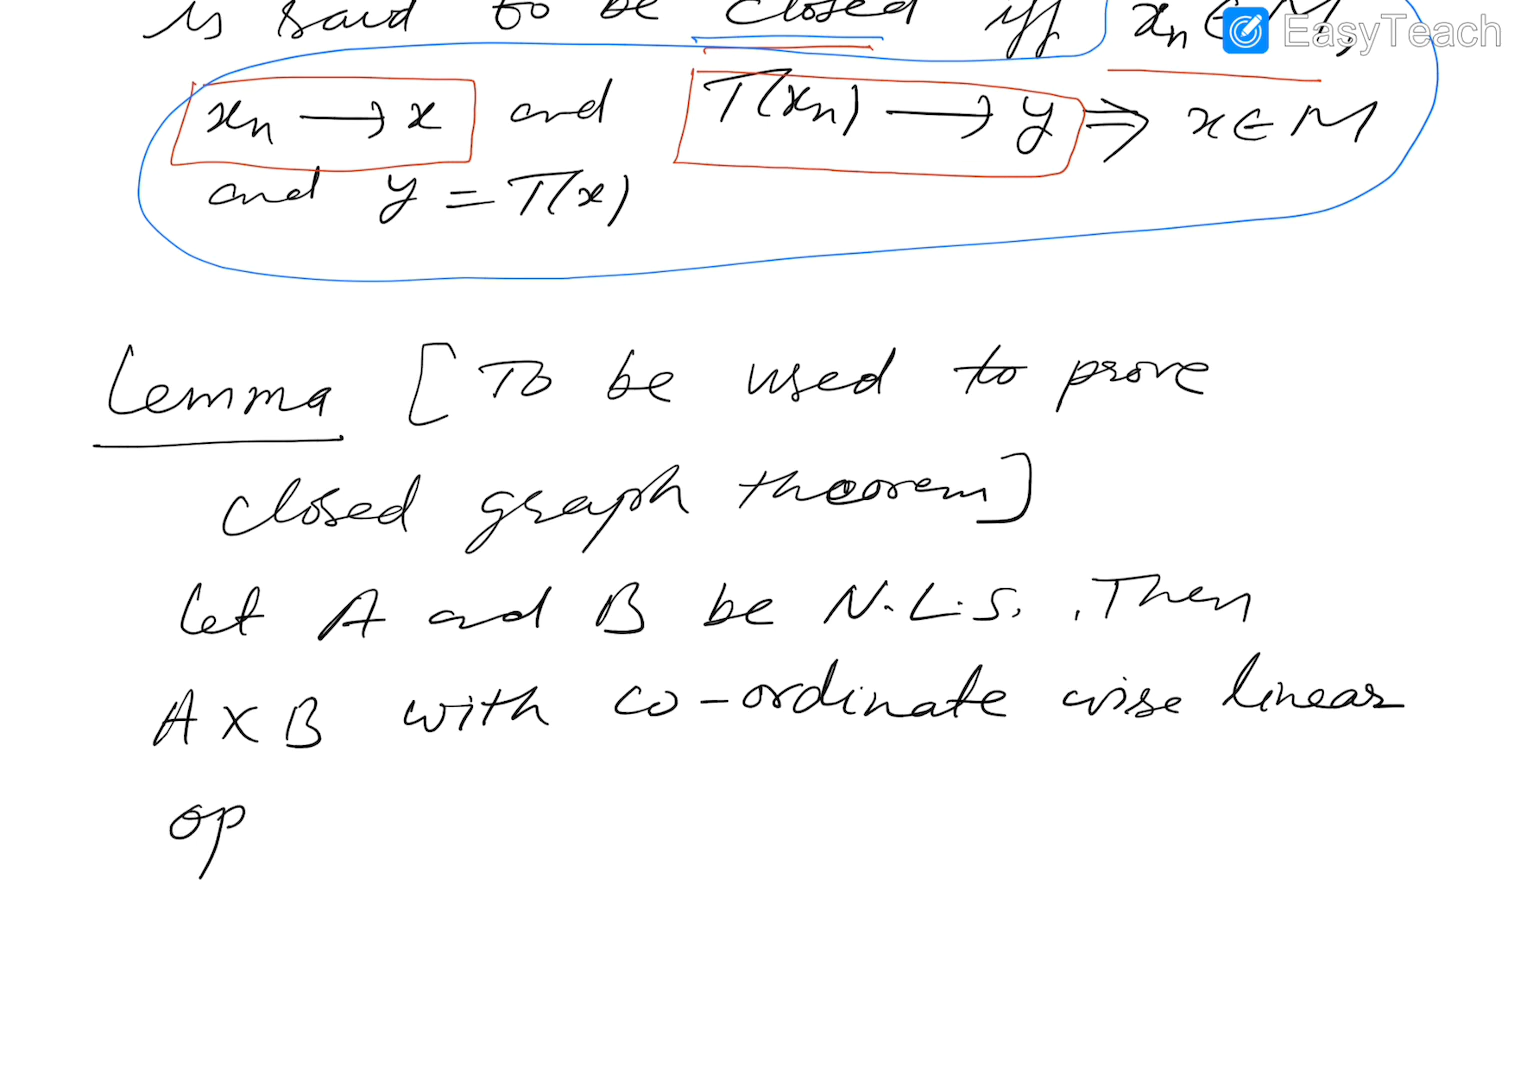 is said to be closed iff xn ∈ M,
EasyTeach
xn → x and T(xn) → y ⇒ x ∈ M
and y = T(x)
Lemma [To be used to prove
closed graph theorem]
Let A and B be N.L.S. . Then
A × B with co-ordinate wise linear
op